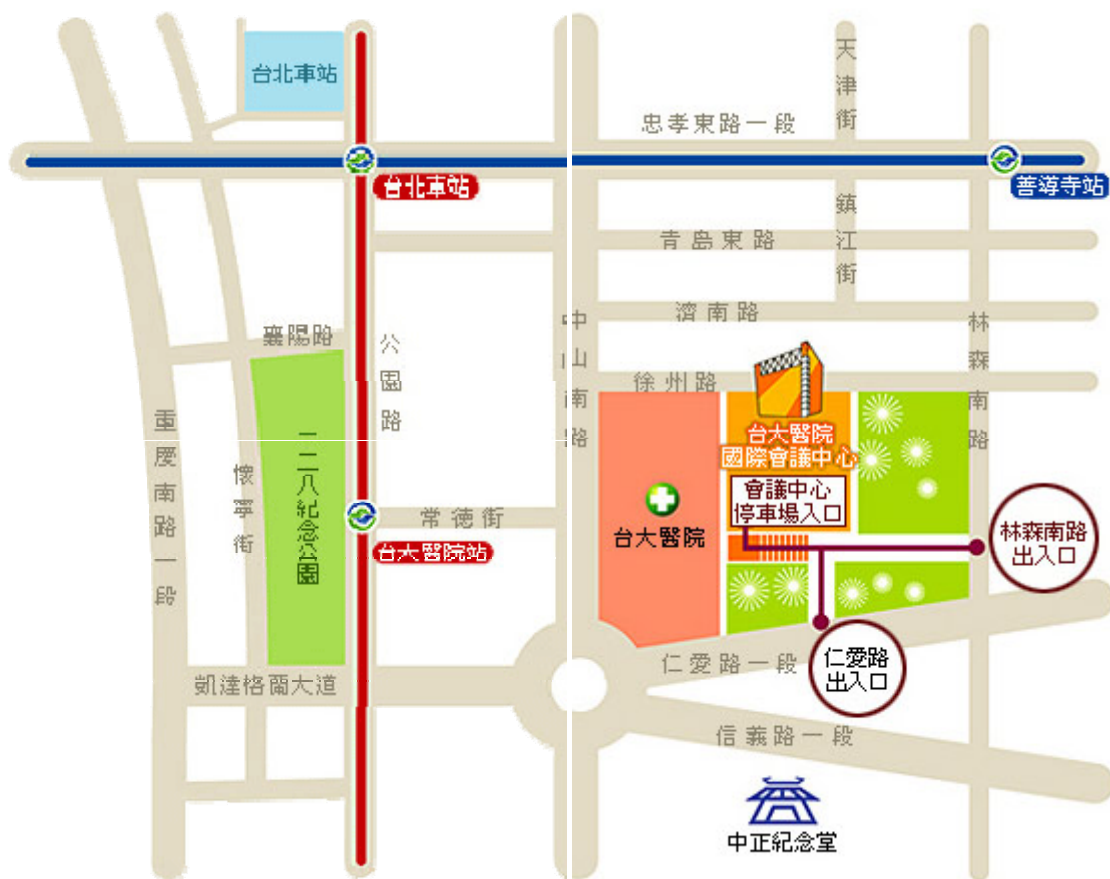 台北車站
天津街
忠孝東路一段
台北車站
善導寺站
鎮江街
青島東路
濟南路
襄陽路
公園路
中山南路
林森南路
徐州路
重慶南路一段
懷寧街
二二八紀念公園
台大醫院
國際會議中心
會議中心
停車場入口
常德街
台大醫院站
台大醫院
林森南路
出入口
仁愛路一段
仁愛路
出入口
凱達格蘭大道
信義路一段
中正紀念堂